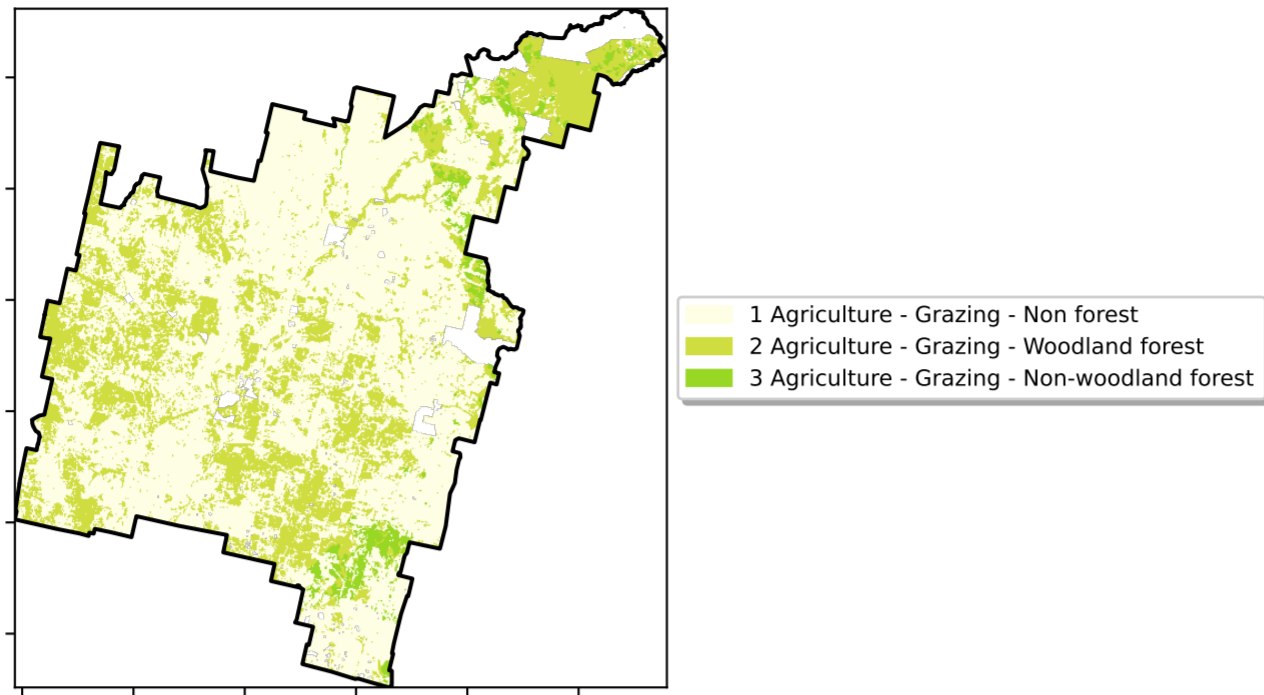 1 Agriculture - Grazing - Non forest
2 Agriculture - Grazing - Woodland forest
3 Agriculture - Grazing - Non-woodland forest